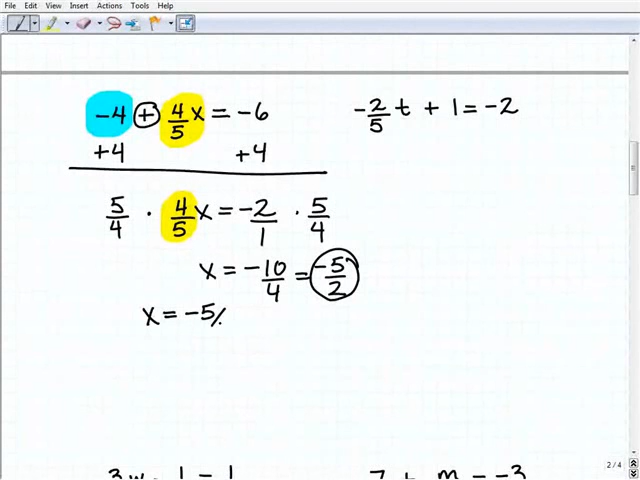 File Edit View Insert Actions Tools Help
-4 + 4/5 x = -6
+4 +4
5/4 · 4/5 x = -2/1 · 5/4
x = -10/4 = -5/2
x = -5/
-2/5 t + 1 = -2
2 / 4